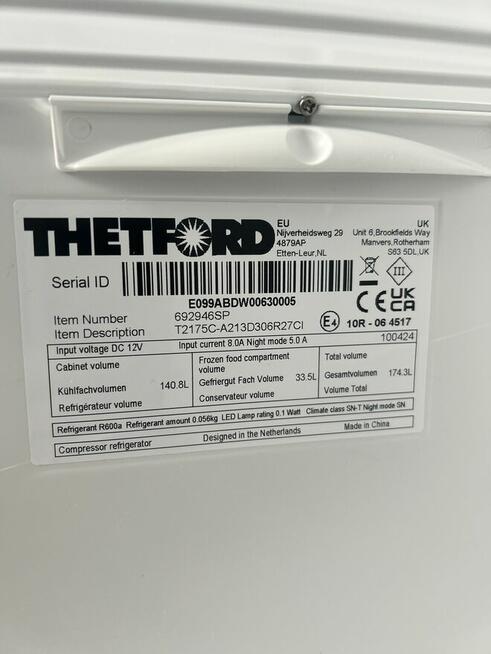 THETFORD
EU
Nijverheidsweg 29
4879AP
Etten-Leur,NL
UK
Unit 6,Brookfields Way
Manvers,Rotherham
S63 5DL,UK
Serial ID
E099ABDW00630005
III
CE UK CA
Item Number 692946SP
Item Description T2175C-A213D306R27CI
E4 10R - 06 4517
Input voltage DC 12V Input current 8.0A Night mode 5.0 A 100424
Cabinet volume
Kühlfachvolumen 140.8L
Refrigérateur volume
Frozen food compartment
volume
Gefriergut Fach Volume 33.5L
Conservateur volume
Total volume
Gesamtvolumen 174.3L
Volume Total
Refrigerant R600a Refrigerant amount 0.056kg LED Lamp rating 0.1 Watt Climate class SN-T Night mode SN
Compressor refrigerator Designed in the Netherlands Made in China